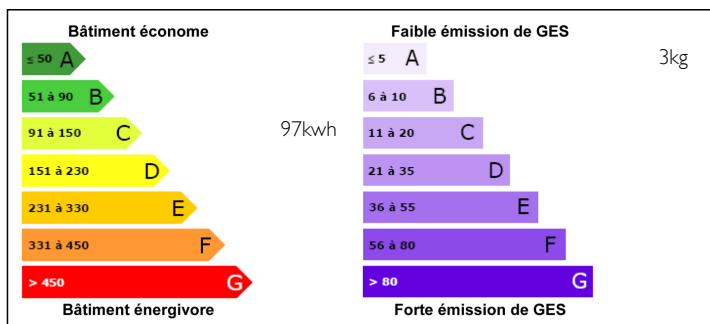 Bâtiment économe
≤ 50 A
51 à 90 B
91 à 150 C
97kwh
151 à 230 D
231 à 330 E
331 à 450 F
> 450 G
Bâtiment énergivore
Faible émission de GES
≤ 5 A
3kg
6 à 10 B
11 à 20 C
21 à 35 D
36 à 55 E
56 à 80 F
> 80 G
Forte émission de GES